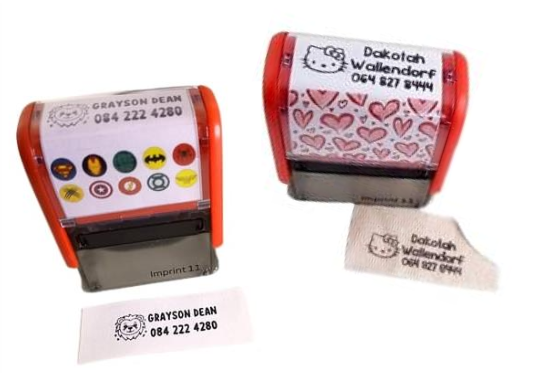 GRAYSON DEAN
084 222 4280
Imprint 11
GRAYSON DEAN
084 222 4280
Dakotah
Wallendorf
064 827 8444
Imprint 11
Dakotah
Wallendorf
064 827 8444